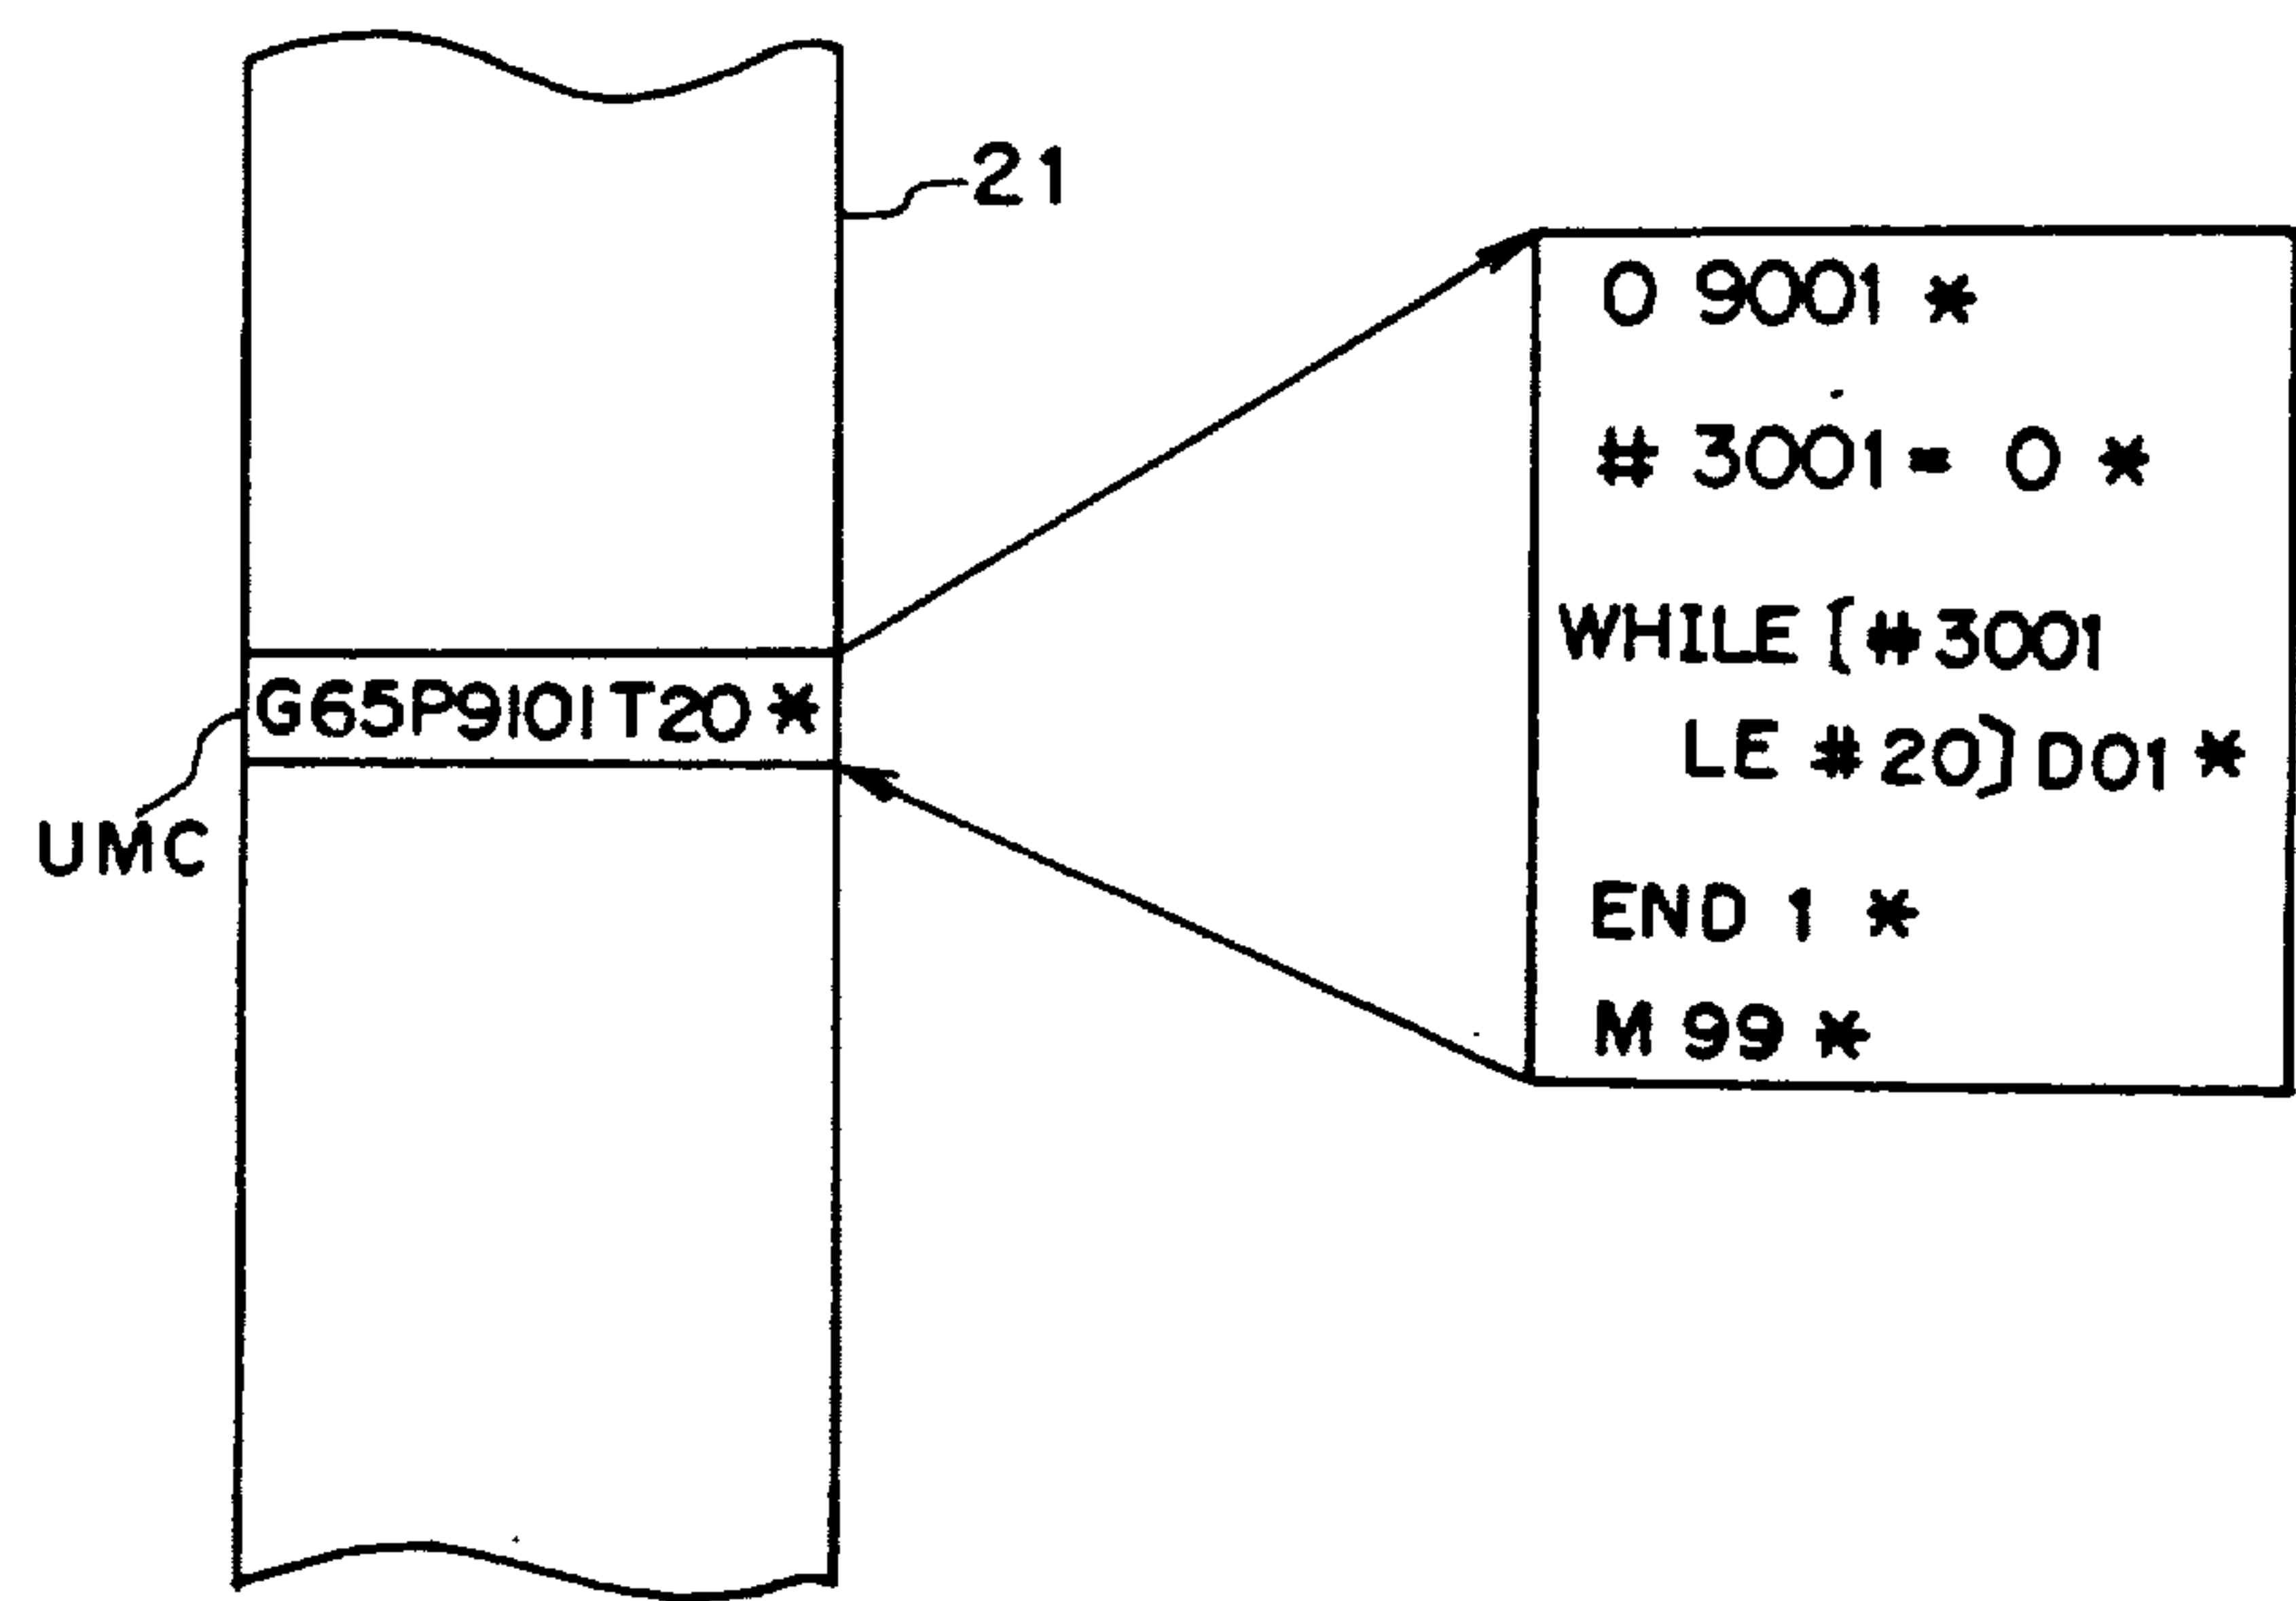 21
G65P9101T20*
UMC
O 9001 *
# 3001= 0 *
WHILE [#3001
LE #20]DO1*
END 1 *
M 99 *